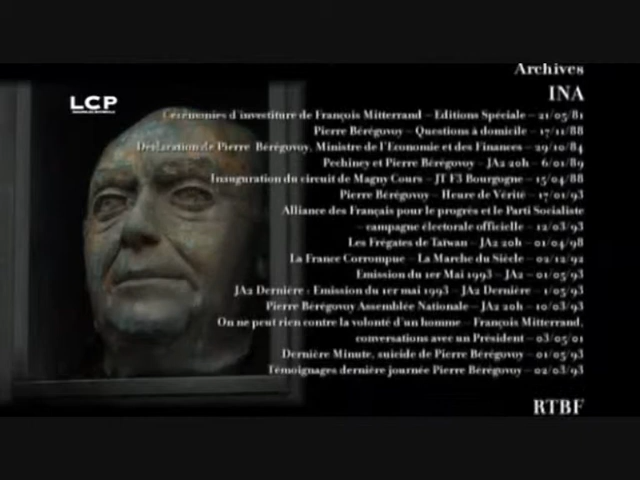 Archives
LCP
INA
Cérémonies d'investiture de François Mitterrand – Editions Spéciale – 21/05/81
Pierre Bérégovoy – Questions à domicile – 17/11/88
Déclaration de Pierre Bérégovoy, Ministre de l'Economie et des Finances – 29/10/84
Pechiney et Pierre Bérégovoy – JA2 20h – 6/01/89
Inauguration du circuit de Magny Cours – JT F3 Bourgogne – 15/04/88
Pierre Bérégovoy – Heure de Vérité – 17/01/93
Alliance des Français pour le progrès et le Parti Socialiste
– campagne électorale officielle – 12/03/93
Les Frégates de Taïwan – JA2 20h – 01/04/98
La France Corrompue – La Marche du Siècle – 02/12/92
Emission du 1er Mai 1993 – JA2 – 01/05/93
JA2 Dernière : Emission du 1er mai 1993 – JA2 Dernière – 1/05/93
Pierre Bérégovoy Assemblée Nationale – JA2 20h – 10/03/93
On ne peut rien contre la volonté d'un homme – François Mitterrand,
conversations avec un Président – 03/05/01
Dernière Minute, suicide de Pierre Bérégovoy – 01/05/93
Témoignages dernière journée Pierre Bérégovoy – 02/03/93
RTBF